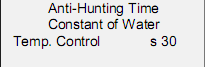 Anti-Hunting Time
Constant of Water
Temp. Control s 30